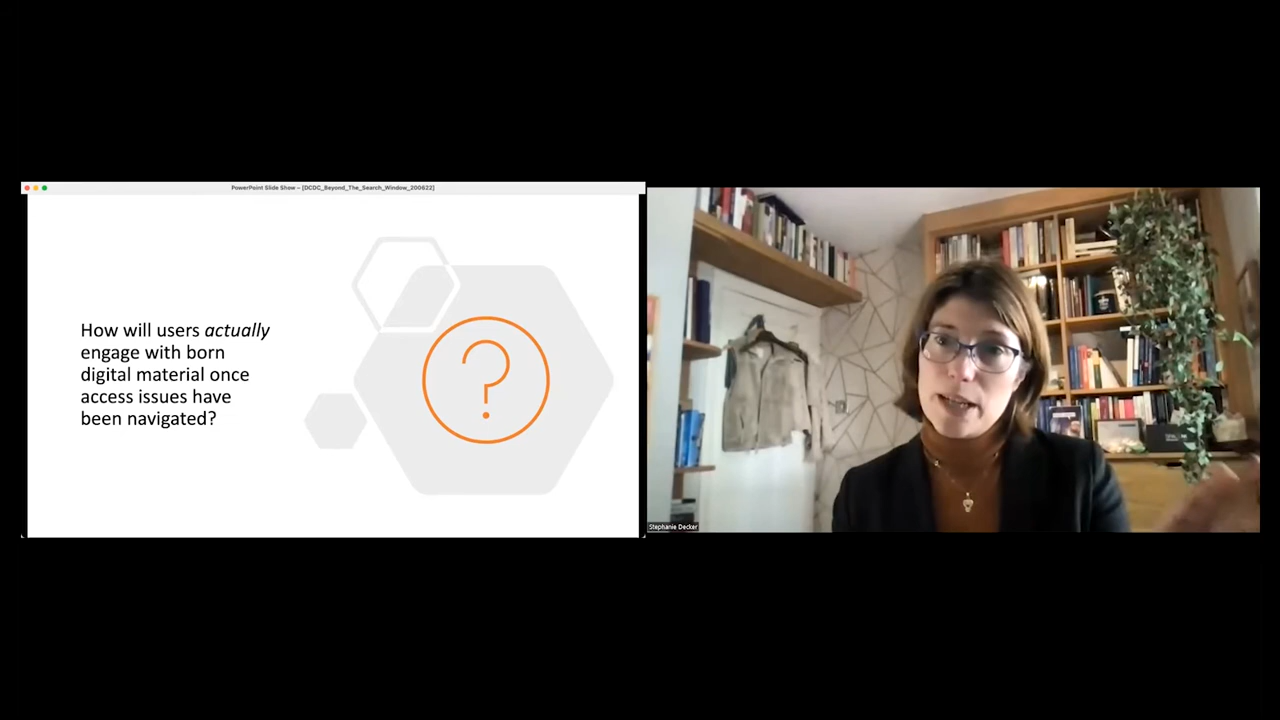 PowerPoint Slide Show – [DCDC_Beyond_The_Search_Window_200622]
How will users actually
engage with born
digital material once
access issues have
been navigated?
?
Stephanie Decker